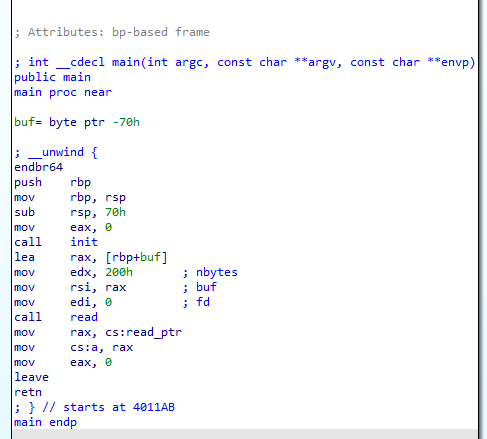 ; Attributes: bp-based frame
; int __cdecl main(int argc, const char **argv, const char **envp)
public main
main proc near
buf= byte ptr -70h
; __unwind {
endbr64
push rbp
mov rbp, rsp
sub rsp, 70h
mov eax, 0
call init
lea rax, [rbp+buf]
mov edx, 200h ; nbytes
mov rsi, rax ; buf
mov edi, 0 ; fd
call read
mov rax, cs:read_ptr
mov cs:a, rax
mov eax, 0
leave
retn
; } // starts at 4011AB
main endp